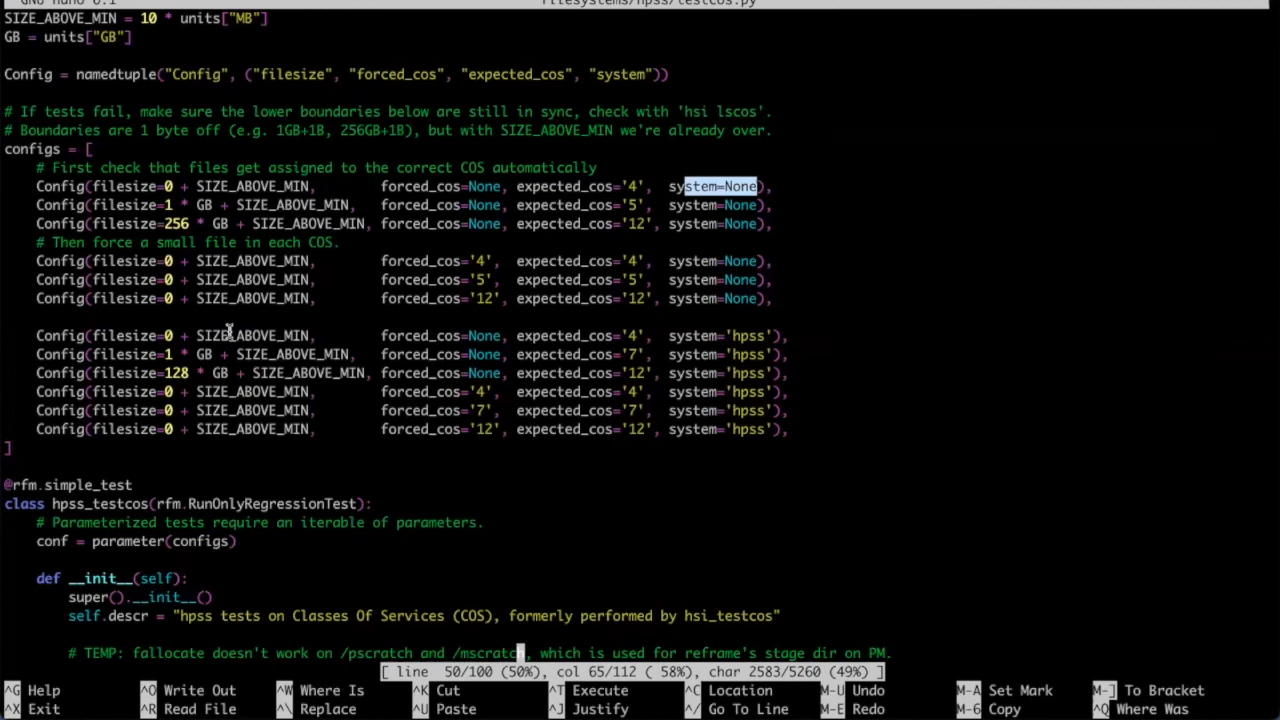 GNU nano 6.1 filesystems/hpss/testcos.py
SIZE_ABOVE_MIN = 10 * units["MB"]
GB = units["GB"]
Config = namedtuple("Config", ("filesize", "forced_cos", "expected_cos", "system"))
# If tests fail, make sure the lower boundaries below are still in sync, check with 'hsi lscos'.
# Boundaries are 1 byte off (e.g. 1GB+1B, 256GB+1B), but with SIZE_ABOVE_MIN we're already over.
configs = [
    # First check that files get assigned to the correct COS automatically
    Config(filesize=0 + SIZE_ABOVE_MIN,        forced_cos=None, expected_cos='4',  system=None),
    Config(filesize=1 * GB + SIZE_ABOVE_MIN,   forced_cos=None, expected_cos='5',  system=None),
    Config(filesize=256 * GB + SIZE_ABOVE_MIN, forced_cos=None, expected_cos='12', system=None),
    # Then force a small file in each COS.
    Config(filesize=0 + SIZE_ABOVE_MIN,        forced_cos='4',  expected_cos='4',  system=None),
    Config(filesize=0 + SIZE_ABOVE_MIN,        forced_cos='5',  expected_cos='5',  system=None),
    Config(filesize=0 + SIZE_ABOVE_MIN,        forced_cos='12', expected_cos='12', system=None),
    Config(filesize=0 + SIZE_ABOVE_MIN,        forced_cos=None, expected_cos='4',  system='hpss'),
    Config(filesize=1 * GB + SIZE_ABOVE_MIN,   forced_cos=None, expected_cos='7',  system='hpss'),
    Config(filesize=128 * GB + SIZE_ABOVE_MIN, forced_cos=None, expected_cos='12', system='hpss'),
    Config(filesize=0 + SIZE_ABOVE_MIN,        forced_cos='4',  expected_cos='4',  system='hpss'),
    Config(filesize=0 + SIZE_ABOVE_MIN,        forced_cos='7',  expected_cos='7',  system='hpss'),
    Config(filesize=0 + SIZE_ABOVE_MIN,        forced_cos='12', expected_cos='12', system='hpss'),
]
@rfm.simple_test
class hpss_testcos(rfm.RunOnlyRegressionTest):
    # Parameterized tests require an iterable of parameters.
    conf = parameter(configs)
    def __init__(self):
        super().__init__()
        self.descr = "hpss tests on Classes Of Services (COS), formerly performed by hsi_testcos"
        # TEMP: fallocate doesn't work on /pscratch and /mscratch, which is used for reframe's stage dir on PM.
[ line  50/100 (50%), col 65/112 ( 58%), char 2583/5260 (49%) ]
^G Help ^O Write Out ^W Where Is ^K Cut ^T Execute ^C Location M-U Undo M-A Set Mark M-] To Bracket
^X Exit ^R Read File ^\ Replace ^U Paste ^J Justify ^/ Go To Line M-E Redo M-6 Copy ^Q Where Was